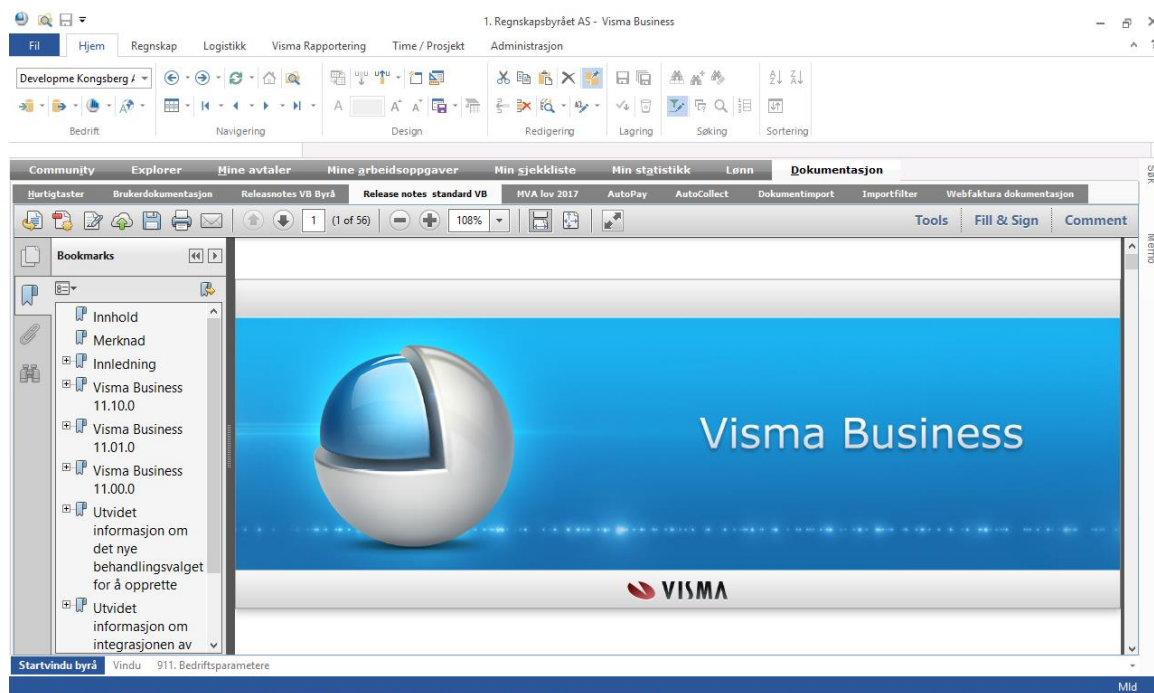 1. Regnskapsbyrået AS - Visma Business
Fil Hjem Regnskap Logistikk Visma Rapportering Time / Prosjekt Administrasjon
Developme Kongsberg
Bedrift Navigering Design Redigering Lagring Søking Sortering
Community Explorer Mine avtaler Mine arbeidsoppgaver Min sjekkliste Min statistikk Lønn Dokumentasjon
Hurtigtaster Brukerdokumentasjon Releasnotes VB Byrå Release notes standard VB MVA lov 2017 AutoPay AutoCollect Dokumentimport Importfilter Webfaktura dokumentasjon
1 (1 of 56) 108% Tools Fill & Sign Comment
Søk
Memo
Bookmarks
Innhold
Merknad
Innledning
Visma Business
11.10.0
Visma Business
11.01.0
Visma Business
11.00.0
Utvidet
informasjon om
det nye
behandlingsvalget
for å opprette
Utvidet
informasjon om
integrasjonen av
Visma Business
VISMA
Startvindu byrå Vindu 911. Bedriftsparametere
Mld